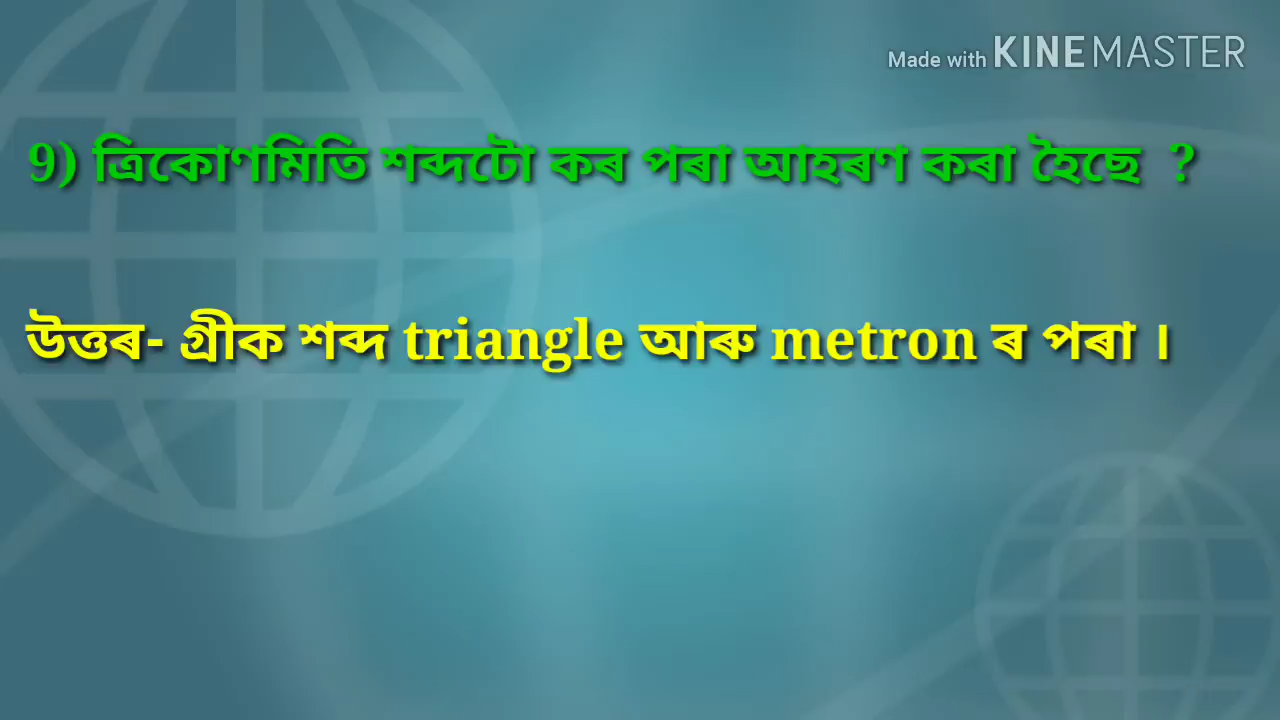 Made with KINEMASTER
9) ত্ৰিকোণমিতি শব্দটো কৰ পৰা আহৰণ কৰা হৈছে ?
উত্তৰ- গ্ৰীক শব্দ triangle আৰু metron ৰ পৰা ।